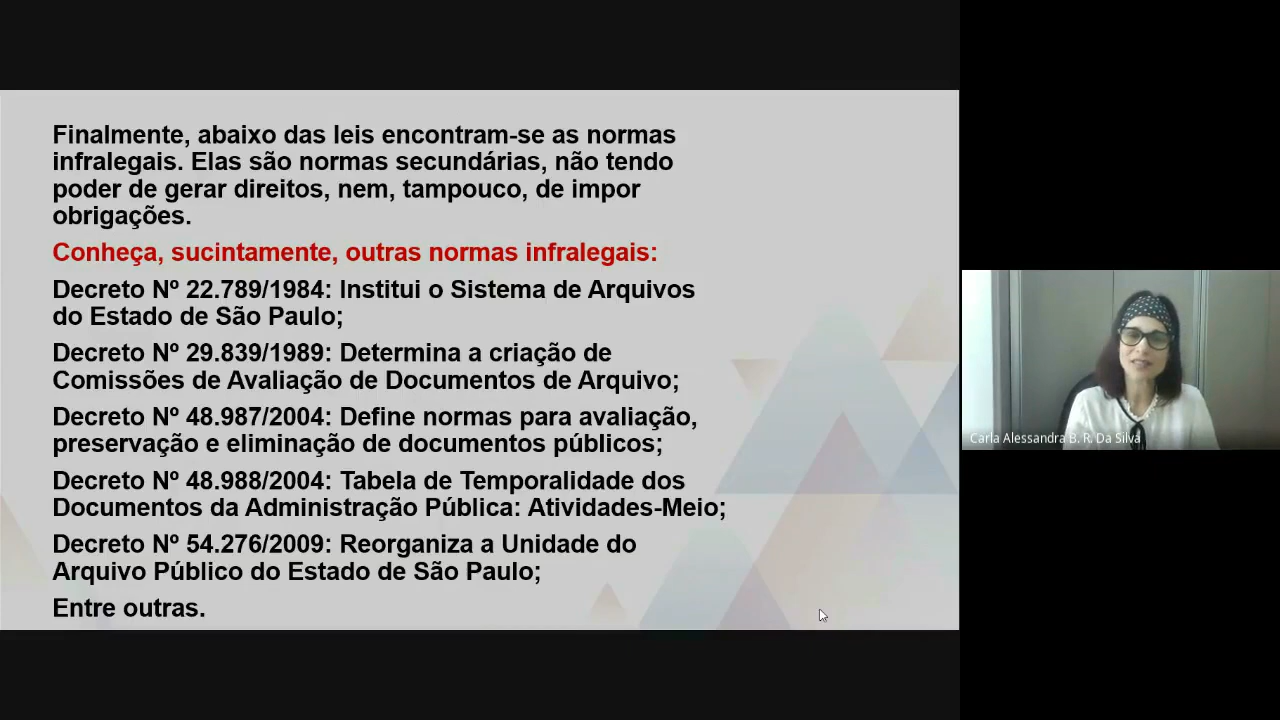 Finalmente, abaixo das leis encontram-se as normas
infralegais. Elas são normas secundárias, não tendo
poder de gerar direitos, nem, tampouco, de impor
obrigações.
Conheça, sucintamente, outras normas infralegais:
Decreto Nº 22.789/1984: Institui o Sistema de Arquivos
do Estado de São Paulo;
Decreto Nº 29.839/1989: Determina a criação de
Comissões de Avaliação de Documentos de Arquivo;
Decreto Nº 48.987/2004: Define normas para avaliação,
preservação e eliminação de documentos públicos;
Decreto Nº 48.988/2004: Tabela de Temporalidade dos
Documentos da Administração Pública: Atividades-Meio;
Decreto Nº 54.276/2009: Reorganiza a Unidade do
Arquivo Público do Estado de São Paulo;
Entre outras.
Carla Alessandra B. R. Da Silva